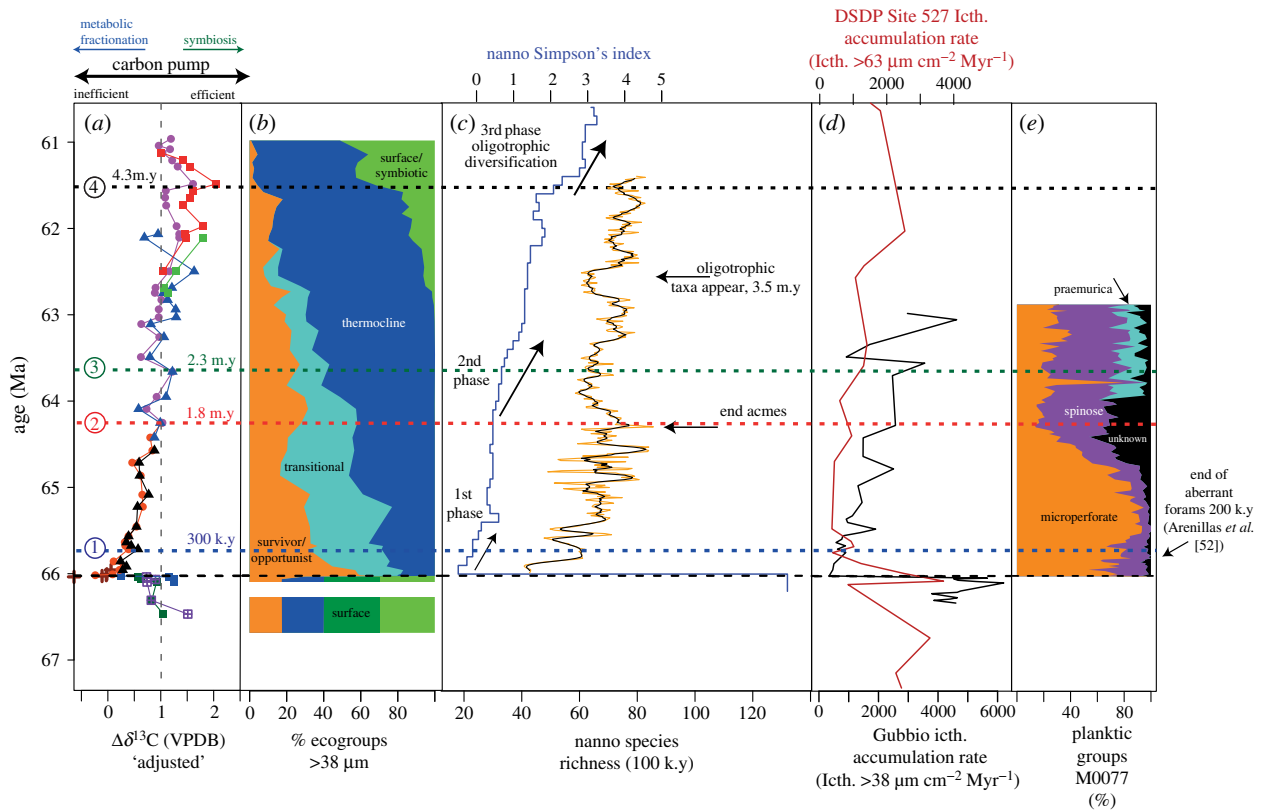 metabolic
fractionation
symbiosis
carbon pump
inefficient
efficient
nanno Simpson's index
0 1 2 3 4 5
DSDP Site 527 Icth.
accumulation rate
(Icth. >63 μm cm⁻² Myr⁻¹)
0 2000 4000
(a)
(b)
(c)
(d)
(e)
age (Ma)
61
62
63
64
65
66
67
4
4.3m.y
3
2.3 m.y
2
1.8 m.y
1
300 k.y
surface/
symbiotic
thermocline
transitional
survivor/
opportunist
surface
3rd phase
oligotrophic
diversification
oligotrophic
taxa appear, 3.5 m.y
2nd
phase
end acmes
1st phase
praemurica
spinose
unknown
microperforate
end of
aberrant
forams 200 k.y
(Arenillas et al.
[52])
0 1 2
Δδ¹³C (VPDB)
'adjusted'
0 20 40 60 80
% ecogroups
>38 μm
20 40 60 80 100 120
nanno species
richness (100 k.y)
0 2000 4000 6000
Gubbio icth.
accumulation rate
(Icth. >38 μm cm⁻² Myr⁻¹)
20 40 80
planktic
groups
M0077
(%)